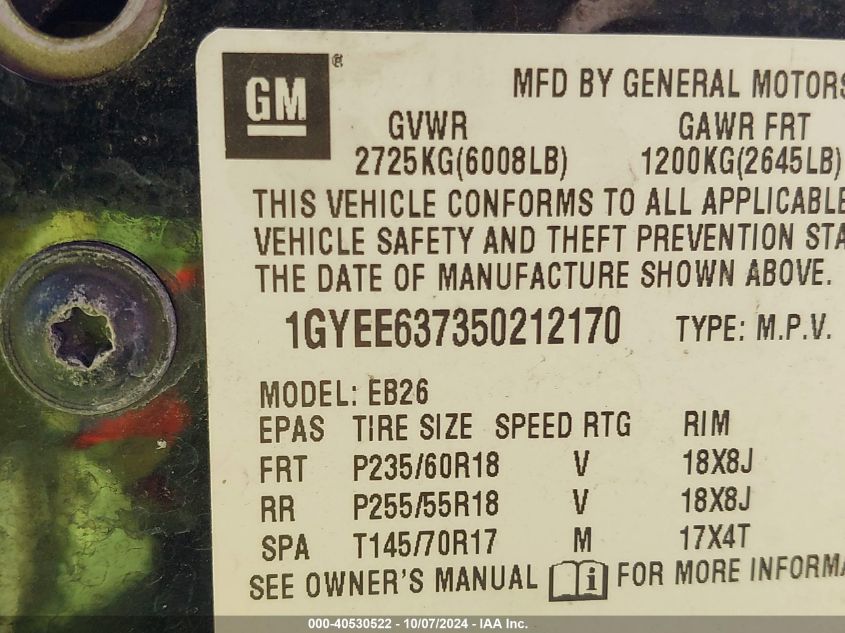 GM ®
MFD BY GENERAL MOTORS
GVWR GAWR FRT
2725KG(6008LB) 1200KG(2645LB)
THIS VEHICLE CONFORMS TO ALL APPLICABLE
VEHICLE SAFETY AND THEFT PREVENTION STA
THE DATE OF MANUFACTURE SHOWN ABOVE.
1GYEE637350212170 TYPE: M.P.V.
MODEL: EB26
EPAS TIRE SIZE SPEED RTG RIM
FRT P235/60R18 V 18X8J
RR P255/55R18 V 18X8J
SPA T145/70R17 M 17X4T
SEE OWNER'S MANUAL i FOR MORE INFORMA
000-40530522 - 10/07/2024 - IAA Inc.